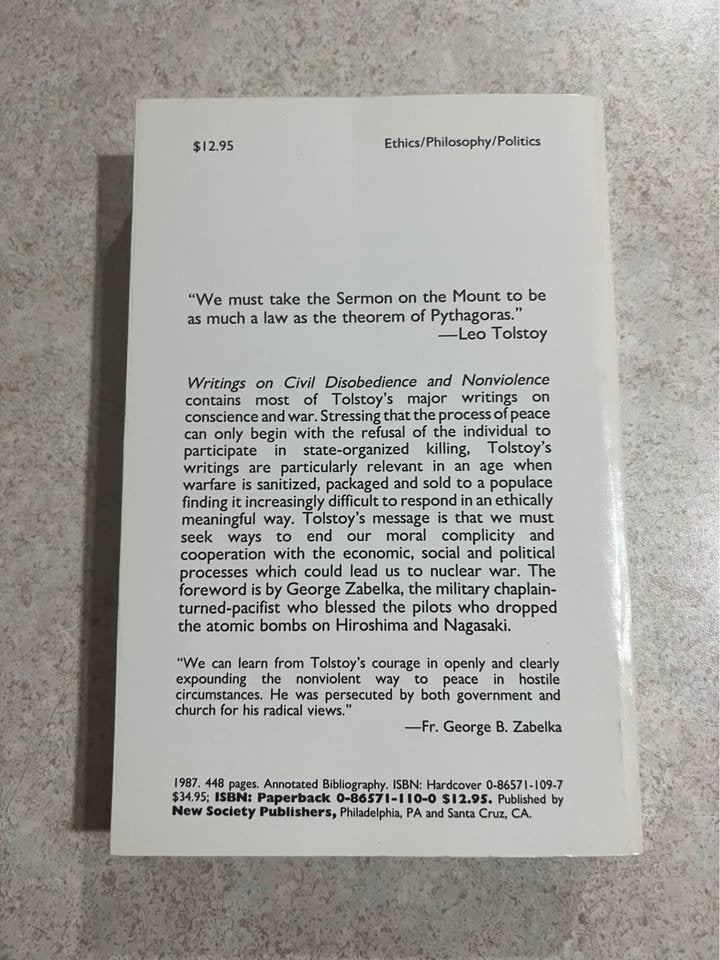 $12.95
Ethics/Philosophy/Politics
“We must take the Sermon on the Mount to be
as much a law as the theorem of Pythagoras.”
—Leo Tolstoy
Writings on Civil Disobedience and Nonviolence
contains most of Tolstoy’s major writings on
conscience and war. Stressing that the process of peace
can only begin with the refusal of the individual to
participate in state-organized killing, Tolstoy’s
writings are particularly relevant in an age when
warfare is sanitized, packaged and sold to a populace
finding it increasingly difficult to respond in an ethically
meaningful way. Tolstoy’s message is that we must
seek ways to end our moral complicity and
cooperation with the economic, social and political
processes which could lead us to nuclear war. The
foreword is by George Zabelka, the military chaplain-
turned-pacifist who blessed the pilots who dropped
the atomic bombs on Hiroshima and Nagasaki.
“We can learn from Tolstoy’s courage in openly and clearly
expounding the nonviolent way to peace in hostile
circumstances. He was persecuted by both government and
church for his radical views.”
—Fr. George B. Zabelka
1987. 448 pages. Annotated Bibliography. ISBN: Hardcover 0-86571-109-7
$34.95; ISBN: Paperback 0-86571-110-0 $12.95. Published by
New Society Publishers, Philadelphia, PA and Santa Cruz, CA.